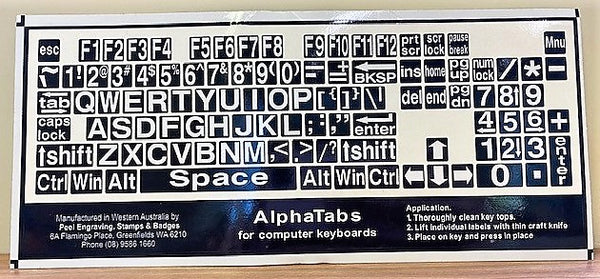 esc F1 F2 F3 F4 F5 F6 F7 F8 F9 F10 F11 F12 prt scr scr lock pause break Mnu
~ 1! 2@ 3# 4$ 5% 6^ 7& 8* 9( 0) - = ← BKSP ins home pg up num lock / * -
tab Q W E R T Y U I O P [{ ]} \| del end pg dn 7 8↑ 9
caps lock A S D F G H J K L ;: '" ← enter 4 5 6 +
↑shift Z X C V B N M ,< .> /? ↑shift ↑ 1 2↓ 3 enter
Ctrl Win Alt Space Alt Win Ctrl ← ↓ → 0 .
Manufactured in Western Australia by
Peel Engraving, Stamps & Badges
6A Flamingo Place, Greenfields WA 6210
Phone (08) 9586 1660
AlphaTabs
for computer keyboards
Application.
1. Thoroughly clean key tops.
2. Lift individual labels with thin craft knife
3. Place on key and press in place